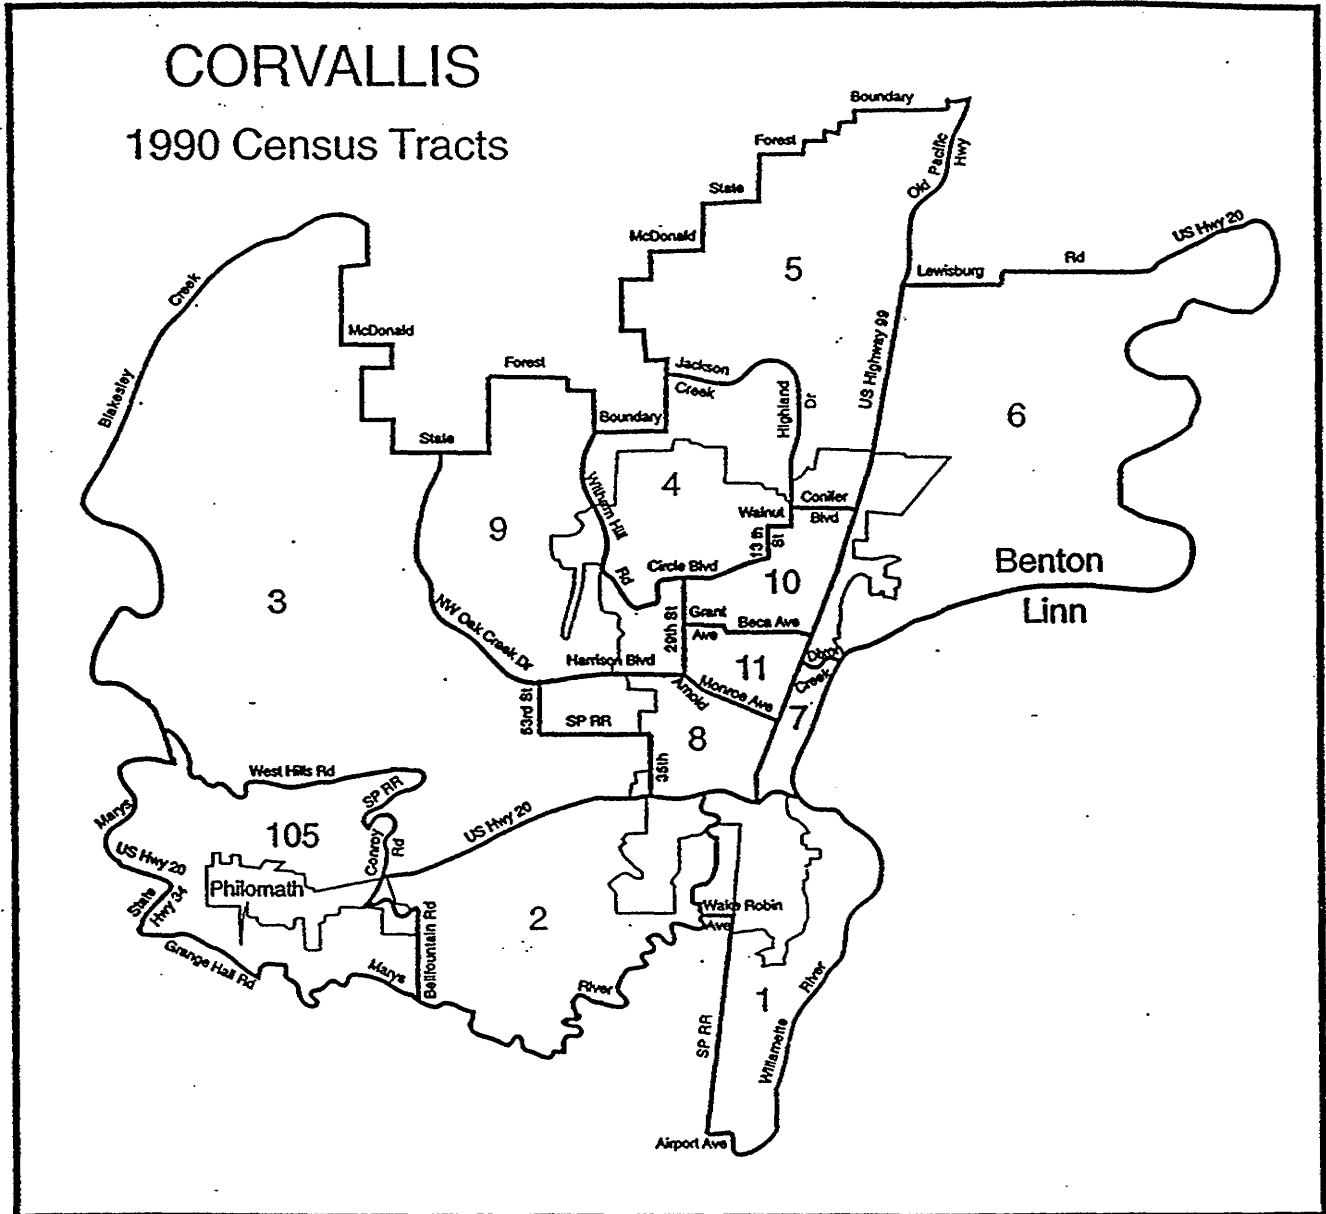 CORVALLIS
1990 Census Tracts
Boundary
Forest
Old Pacific Hwy
State
McDonald
US Hwy 20
Lewisburg
Rd
5
Blakesley
Creek
McDonald
US Highway 99
Forest
Jackson
Creek
Highland
Dr
Boundary
6
State
4
Witham Hill
Rd
Conifer
Blvd
Walnut
9
13 th
St
Circle Blvd
10
Benton
Linn
3
NW Oak Creek Dr
29th St
Grant
Ave
Beca Ave
Harrison Blvd
11
Creek
Arnold
Monroe Ave
53rd St
SP RR
7
8
35th
West Hills Rd
SP RR
Marys
105
Conroy
Rd
US Hwy 20
US Hwy 20
Philomath
State
Hwy 34
Wake Robin
Ave
2
Bellfountain Rd
Grange Hall Rd
Marys
River
1
River
SP RR
Willamette
Airport Ave